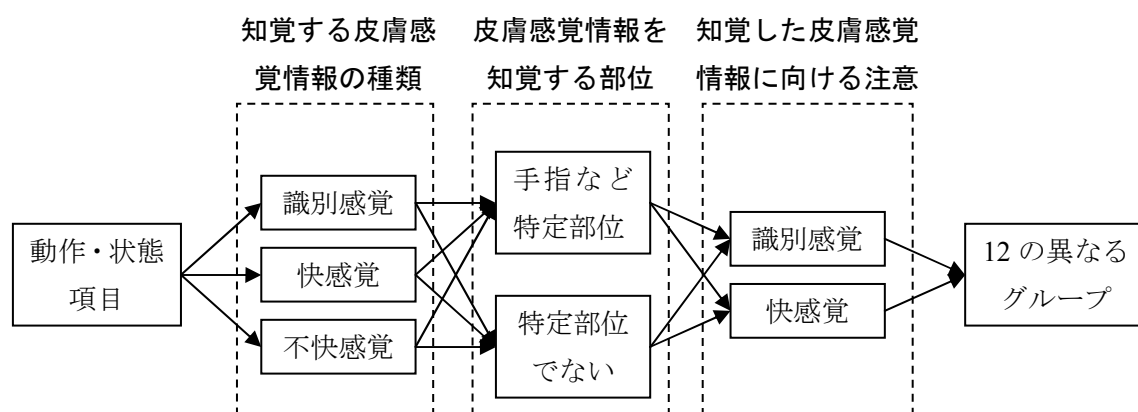 知覚する皮膚感
覚情報の種類
皮膚感覚情報を
知覚する部位
知覚した皮膚感覚
情報に向ける注意
動作・状態
項目
識別感覚
快感覚
不快感覚
手指など
特定部位
特定部位
でない
識別感覚
快感覚
12 の異なる
グループ